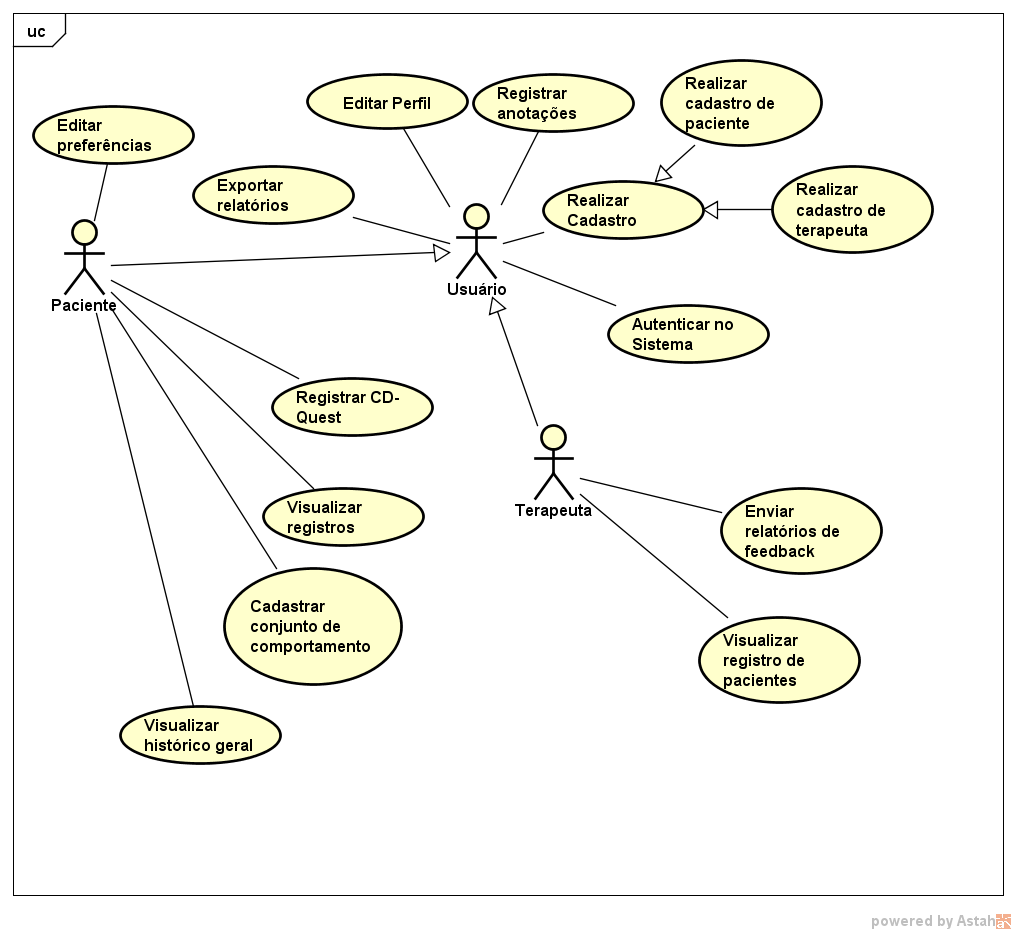 uc
Editar
preferências
Editar Perfil
Registrar
anotações
Realizar
cadastro de
paciente
Exportar
relatórios
Realizar
Cadastro
Realizar
cadastro de
terapeuta
Paciente
Usuário
Autenticar no
Sistema
Registrar CD-
Quest
Visualizar
registros
Terapeuta
Enviar
relatórios de
feedback
Cadastrar
conjunto de
comportamento
Visualizar
registro de
pacientes
Visualizar
histórico geral
powered by Astah